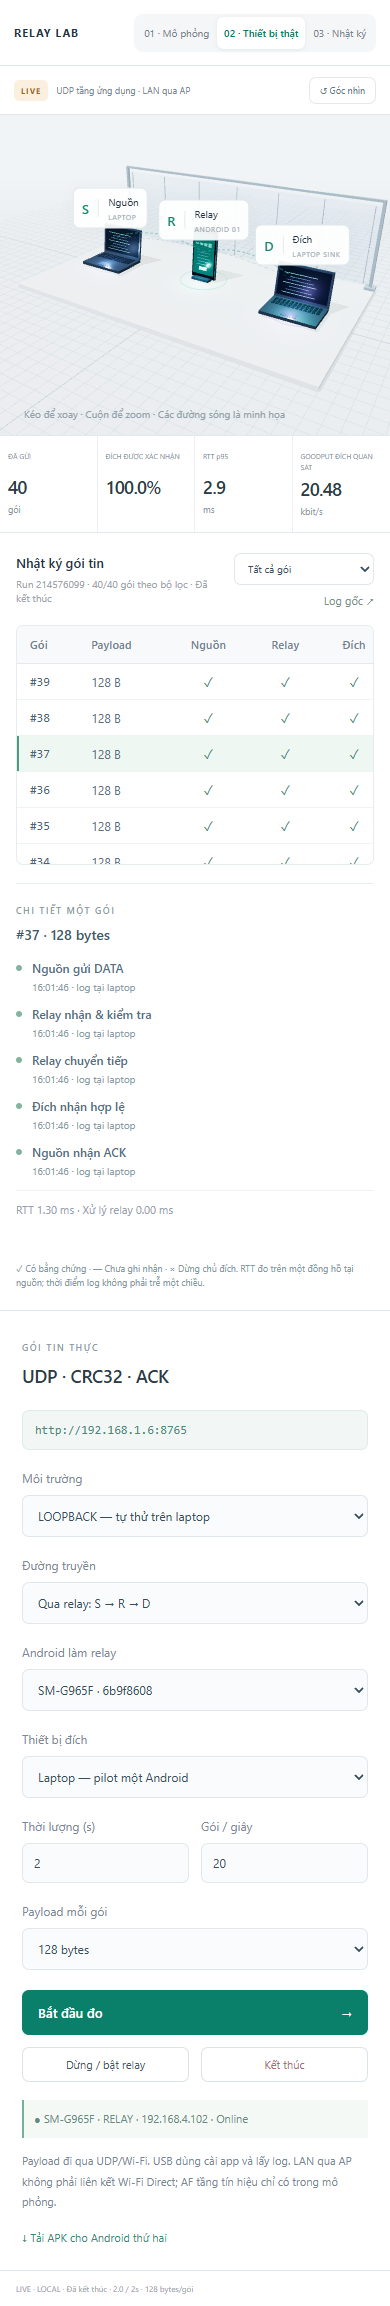 RELAY LAB
01 · Mô phỏng
02 · Thiết bị thật
03 · Nhật ký
LIVE
UDP tầng ứng dụng · LAN qua AP
↺ Góc nhìn
S
Nguồn
LAPTOP
R
Relay
ANDROID 01
D
Đích
LAPTOP SINK
Kéo để xoay · Cuộn để zoom · Các đường sóng là minh họa
ĐÃ GỬI
40
gói
ĐÍCH ĐƯỢC XÁC NHẬN
100.0%
RTT p95
2.9
ms
GOODPUT ĐÍCH QUAN
SÁT
20.48
kbit/s
Nhật ký gói tin
Run 214576099 · 40/40 gói theo bộ lọc · Đã
kết thúc
Tất cả gói
Log gốc ↗
Gói Payload Nguồn Relay Đích
#39 128 B ✓ ✓ ✓
#38 128 B ✓ ✓ ✓
#37 128 B ✓ ✓ ✓
#36 128 B ✓ ✓ ✓
#35 128 B ✓ ✓ ✓
#34 128 B ✓ ✓ ✓
CHI TIẾT MỘT GÓI
#37 · 128 bytes
Nguồn gửi DATA
16:01:46 · log tại laptop
Relay nhận & kiểm tra
16:01:46 · log tại laptop
Relay chuyển tiếp
16:01:46 · log tại laptop
Đích nhận hợp lệ
16:01:46 · log tại laptop
Nguồn nhận ACK
16:01:46 · log tại laptop
RTT 1.30 ms · Xử lý relay 0.00 ms
✓ Có bằng chứng · — Chưa ghi nhận · × Dừng chủ đích. RTT đo trên một đồng hồ tại
nguồn; thời điểm log không phải trễ một chiều.
GÓI TIN THỰC
UDP · CRC32 · ACK
http://192.168.1.6:8765
Môi trường
LOOPBACK — tự thử trên laptop
Đường truyền
Qua relay: S → R → D
Android làm relay
SM-G965F · 6b9f8608
Thiết bị đích
Laptop — pilot một Android
Thời lượng (s)
Gói / giây
2
20
Payload mỗi gói
128 bytes
Bắt đầu đo →
Dừng / bật relay
Kết thúc
● SM-G965F · RELAY · 192.168.4.102 · Online
Payload đi qua UDP/Wi-Fi. USB dùng cài app và lấy log. LAN qua AP
không phải liên kết Wi-Fi Direct; AF tầng tín hiệu chỉ có trong mô
phỏng.
↓ Tải APK cho Android thứ hai
LIVE · LOCAL · Đã kết thúc · 2.0 / 2s · 128 bytes/gói